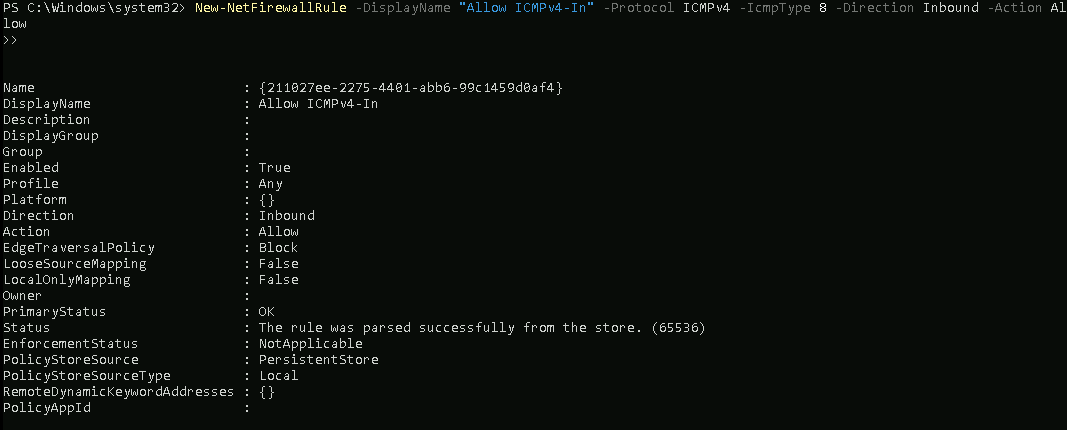 PS C:\Windows\system32> New-NetFirewallRule -DisplayName "Allow ICMPv4-In" -Protocol ICMPv4 -IcmpType 8 -Direction Inbound -Action Al
low
>>
Name : {211027ee-2275-4401-abb6-99c1459d0af4}
DisplayName : Allow ICMPv4-In
Description :
DisplayGroup :
Group :
Enabled : True
Profile : Any
Platform : {}
Direction : Inbound
Action : Allow
EdgeTraversalPolicy : Block
LooseSourceMapping : False
LocalOnlyMapping : False
Owner :
PrimaryStatus : OK
Status : The rule was parsed successfully from the store. (65536)
EnforcementStatus : NotApplicable
PolicyStoreSource : PersistentStore
PolicyStoreSourceType : Local
RemoteDynamicKeywordAddresses : {}
PolicyAppId :